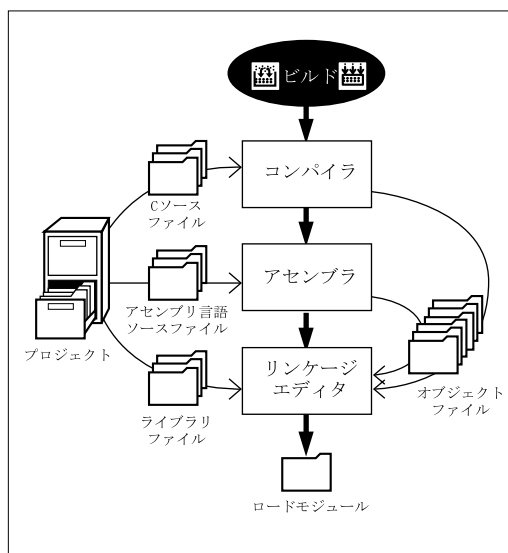 ビルド
コンパイラ
Cソース
ファイル
アセンブラ
アセンブリ言語
ソースファイル
プロジェクト
リンケージ
エディタ
オブジェクト
ファイル
ライブラリ
ファイル
ロードモジュール